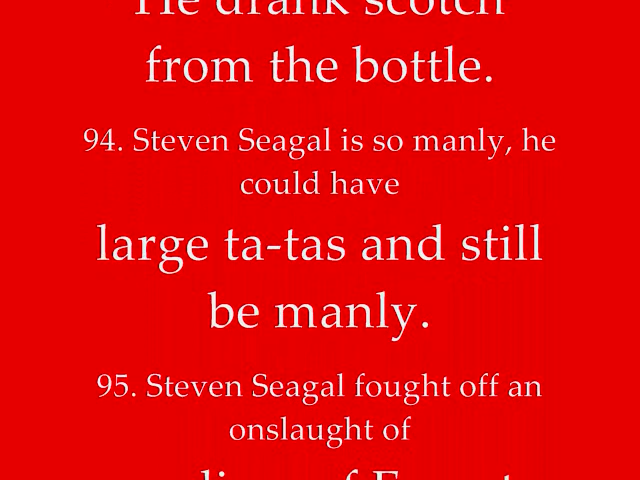 He drank scotch
from the bottle.
94. Steven Seagal is so manly, he
could have
large ta-tas and still
be manly.
95. Steven Seagal fought off an
onslaught of